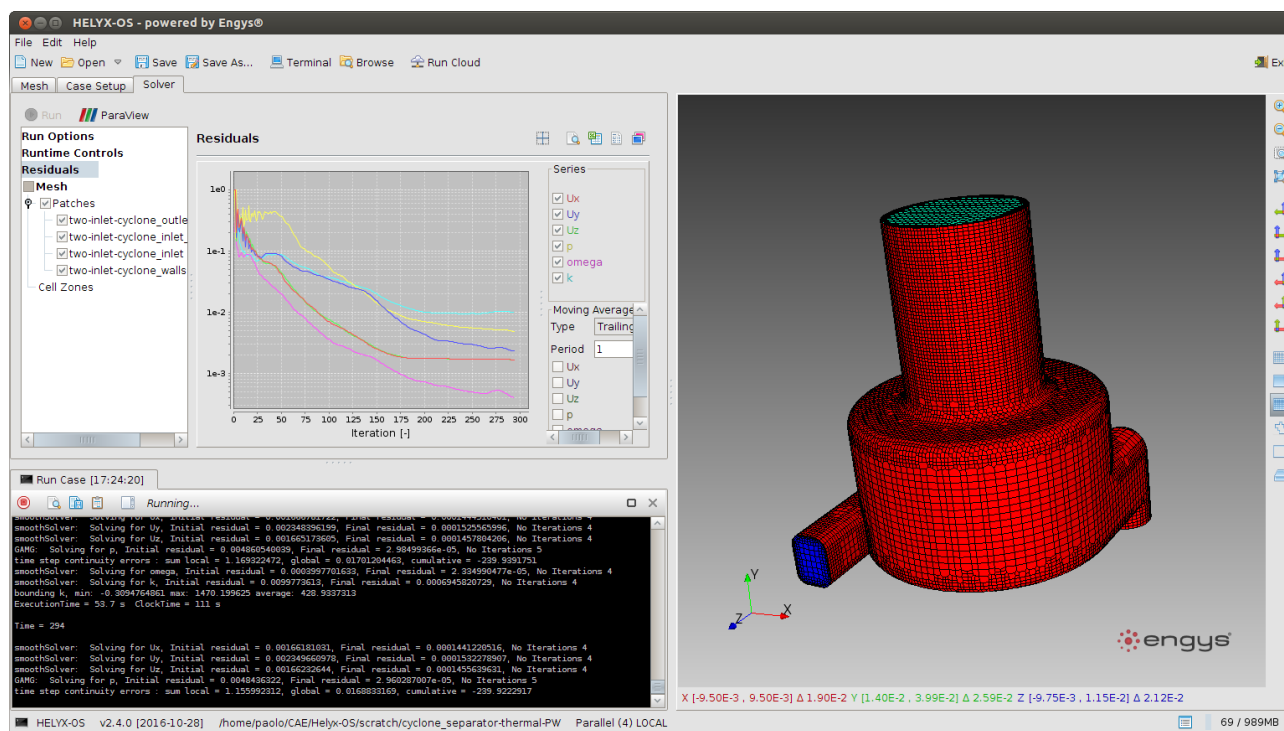 HELYX-OS - powered by Engys®
File Edit Help
New Open Save Save As... Terminal Browse Run Cloud Ex
Mesh Case Setup Solver
Run ParaView
Run Options
Runtime Controls
Residuals
Mesh
Patches
two-inlet-cyclone_outle
two-inlet-cyclone_inlet_
two-inlet-cyclone_inlet
two-inlet-cyclone_walls
Cell Zones
Residuals
1e0
1e-1
1e-2
1e-3
0 25 50 75 100 125 150 175 200 225 250 275 300
Iteration [-]
Series
Ux
Uy
Uz
p
omega
k
Moving Average
Type Trailing
Period 1
Ux
Uy
Uz
p
omega
Run Case [17:24:20]
Running...
smoothSolver: Solving for Uy, Initial residual = 0.002348396199, Final residual = 0.0001525565996, No Iterations 4
smoothSolver: Solving for Uz, Initial residual = 0.001665173605, Final residual = 0.0001457804206, No Iterations 4
GAMG: Solving for p, Initial residual = 0.004860540039, Final residual = 2.98499366e-05, No Iterations 5
time step continuity errors : sum local = 1.169322472, global = 0.01701204463, cumulative = -239.9391751
smoothSolver: Solving for omega, Initial residual = 0.00039977701633, Final residual = 2.334990477e-05, No Iterations 4
smoothSolver: Solving for k, Initial residual = 0.0099773613, Final residual = 0.0006945820729, No Iterations 4
bounding k, min: -0.3094764861 max: 1470.199625 average: 428.9337313
ExecutionTime = 53.7 s ClockTime = 111 s
Time = 294
smoothSolver: Solving for Ux, Initial residual = 0.00166181031, Final residual = 0.0001441220516, No Iterations 4
smoothSolver: Solving for Uy, Initial residual = 0.002349660978, Final residual = 0.0001532278907, No Iterations 4
smoothSolver: Solving for Uz, Initial residual = 0.00166232644, Final residual = 0.0001455639631, No Iterations 4
GAMG: Solving for p, Initial residual = 0.0048436322, Final residual = 2.960287007e-05, No Iterations 5
time step continuity errors : sum local = 1.155992312, global = 0.0168833169, cumulative = -239.9222917
Y
X
Z
engys
X [-9.50E-3 , 9.50E-3] Δ 1.90E-2 Y [1.40E-2 , 3.99E-2] Δ 2.59E-2 Z [-9.75E-3 , 1.15E-2] Δ 2.12E-2
HELYX-OS v2.4.0 [2016-10-28] /home/paolo/CAE/Helyx-OS/scratch/cyclone_separator-thermal-PW Parallel (4) LOCAL
69 / 989MB